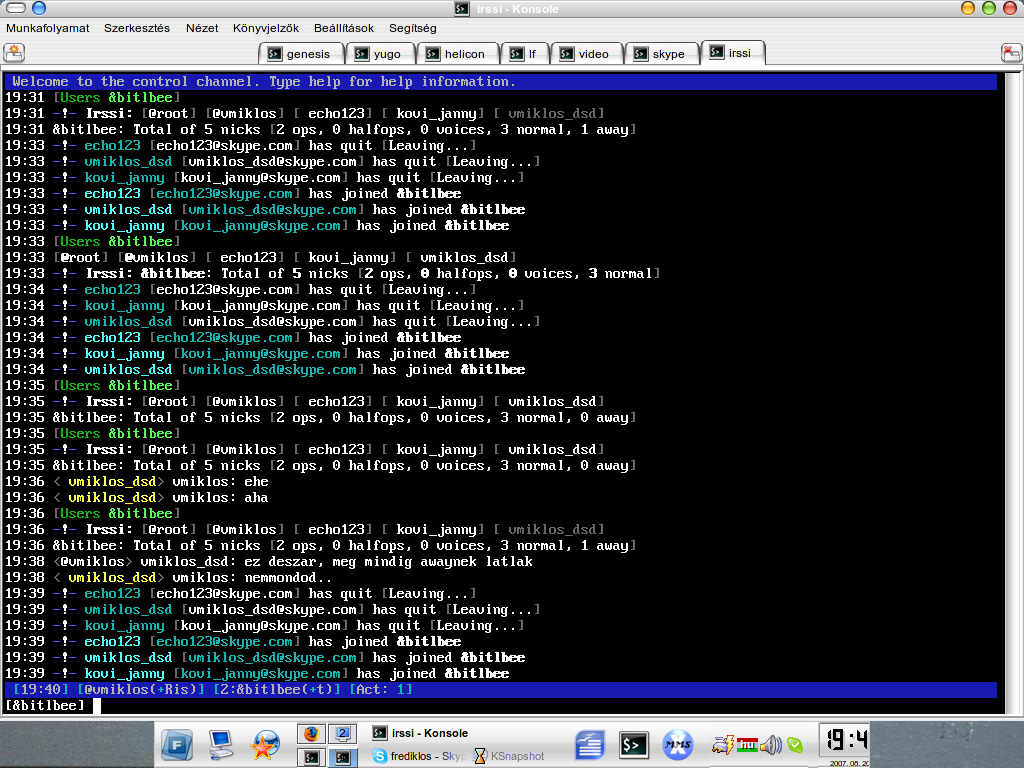 irssi - Konsole
Munkafolyamat Szerkesztés Nézet Könyvjelzők Beállítások Segítség
genesis yugo helicon lf video skype irssi
Welcome to the control channel. Type help for help information.
19:31 [Users &bitlbee]
19:31 -!- Irssi: [@root] [@vmiklos] [ echo123] [ kovi_janny] [ vmiklos_dsd]
19:31 &bitlbee: Total of 5 nicks [2 ops, 0 halfops, 0 voices, 3 normal, 1 away]
19:33 -!- echo123 [echo123@skype.com] has quit [Leaving...]
19:33 -!- vmiklos_dsd [vmiklos_dsd@skype.com] has quit [Leaving...]
19:33 -!- kovi_janny [kovi_janny@skype.com] has quit [Leaving...]
19:33 -!- echo123 [echo123@skype.com] has joined &bitlbee
19:33 -!- vmiklos_dsd [vmiklos_dsd@skype.com] has joined &bitlbee
19:33 -!- kovi_janny [kovi_janny@skype.com] has joined &bitlbee
19:33 [Users &bitlbee]
19:33 [@root] [@vmiklos] [ echo123] [ kovi_janny] [ vmiklos_dsd]
19:33 -!- Irssi: &bitlbee: Total of 5 nicks [2 ops, 0 halfops, 0 voices, 3 normal]
19:34 -!- echo123 [echo123@skype.com] has quit [Leaving...]
19:34 -!- kovi_janny [kovi_janny@skype.com] has quit [Leaving...]
19:34 -!- vmiklos_dsd [vmiklos_dsd@skype.com] has quit [Leaving...]
19:34 -!- echo123 [echo123@skype.com] has joined &bitlbee
19:34 -!- kovi_janny [kovi_janny@skype.com] has joined &bitlbee
19:34 -!- vmiklos_dsd [vmiklos_dsd@skype.com] has joined &bitlbee
19:35 [Users &bitlbee]
19:35 -!- Irssi: [@root] [@vmiklos] [ echo123] [ kovi_janny] [ vmiklos_dsd]
19:35 &bitlbee: Total of 5 nicks [2 ops, 0 halfops, 0 voices, 3 normal, 0 away]
19:35 [Users &bitlbee]
19:35 -!- Irssi: [@root] [@vmiklos] [ echo123] [ kovi_janny] [ vmiklos_dsd]
19:35 &bitlbee: Total of 5 nicks [2 ops, 0 halfops, 0 voices, 3 normal, 0 away]
19:36 < vmiklos_dsd> vmiklos: ehe
19:36 < vmiklos_dsd> vmiklos: aha
19:36 [Users &bitlbee]
19:36 -!- Irssi: [@root] [@vmiklos] [ echo123] [ kovi_janny] [ vmiklos_dsd]
19:36 &bitlbee: Total of 5 nicks [2 ops, 0 halfops, 0 voices, 3 normal, 1 away]
19:38 <@vmiklos> vmiklos_dsd: ez deszar, meg mindig awaynek latlak
19:38 < vmiklos_dsd> vmiklos: nemmondod..
19:39 -!- echo123 [echo123@skype.com] has quit [Leaving...]
19:39 -!- vmiklos_dsd [vmiklos_dsd@skype.com] has quit [Leaving...]
19:39 -!- kovi_janny [kovi_janny@skype.com] has quit [Leaving...]
19:39 -!- echo123 [echo123@skype.com] has joined &bitlbee
19:39 -!- vmiklos_dsd [vmiklos_dsd@skype.com] has joined &bitlbee
19:39 -!- kovi_janny [kovi_janny@skype.com] has joined &bitlbee
[19:40] [@vmiklos(+Ris)] [2:&bitlbee(+t)] [Act: 1]
[&bitlbee]
F 2 irssi - Konsole MMS hu 19:4
frediklos - Skyp KSnapshot 2007. 08. 20